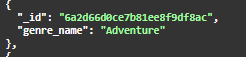 {
"_id": "6a2d66d0ce7b81ee8f9df8ac",
"genre_name": "Adventure"
},
{